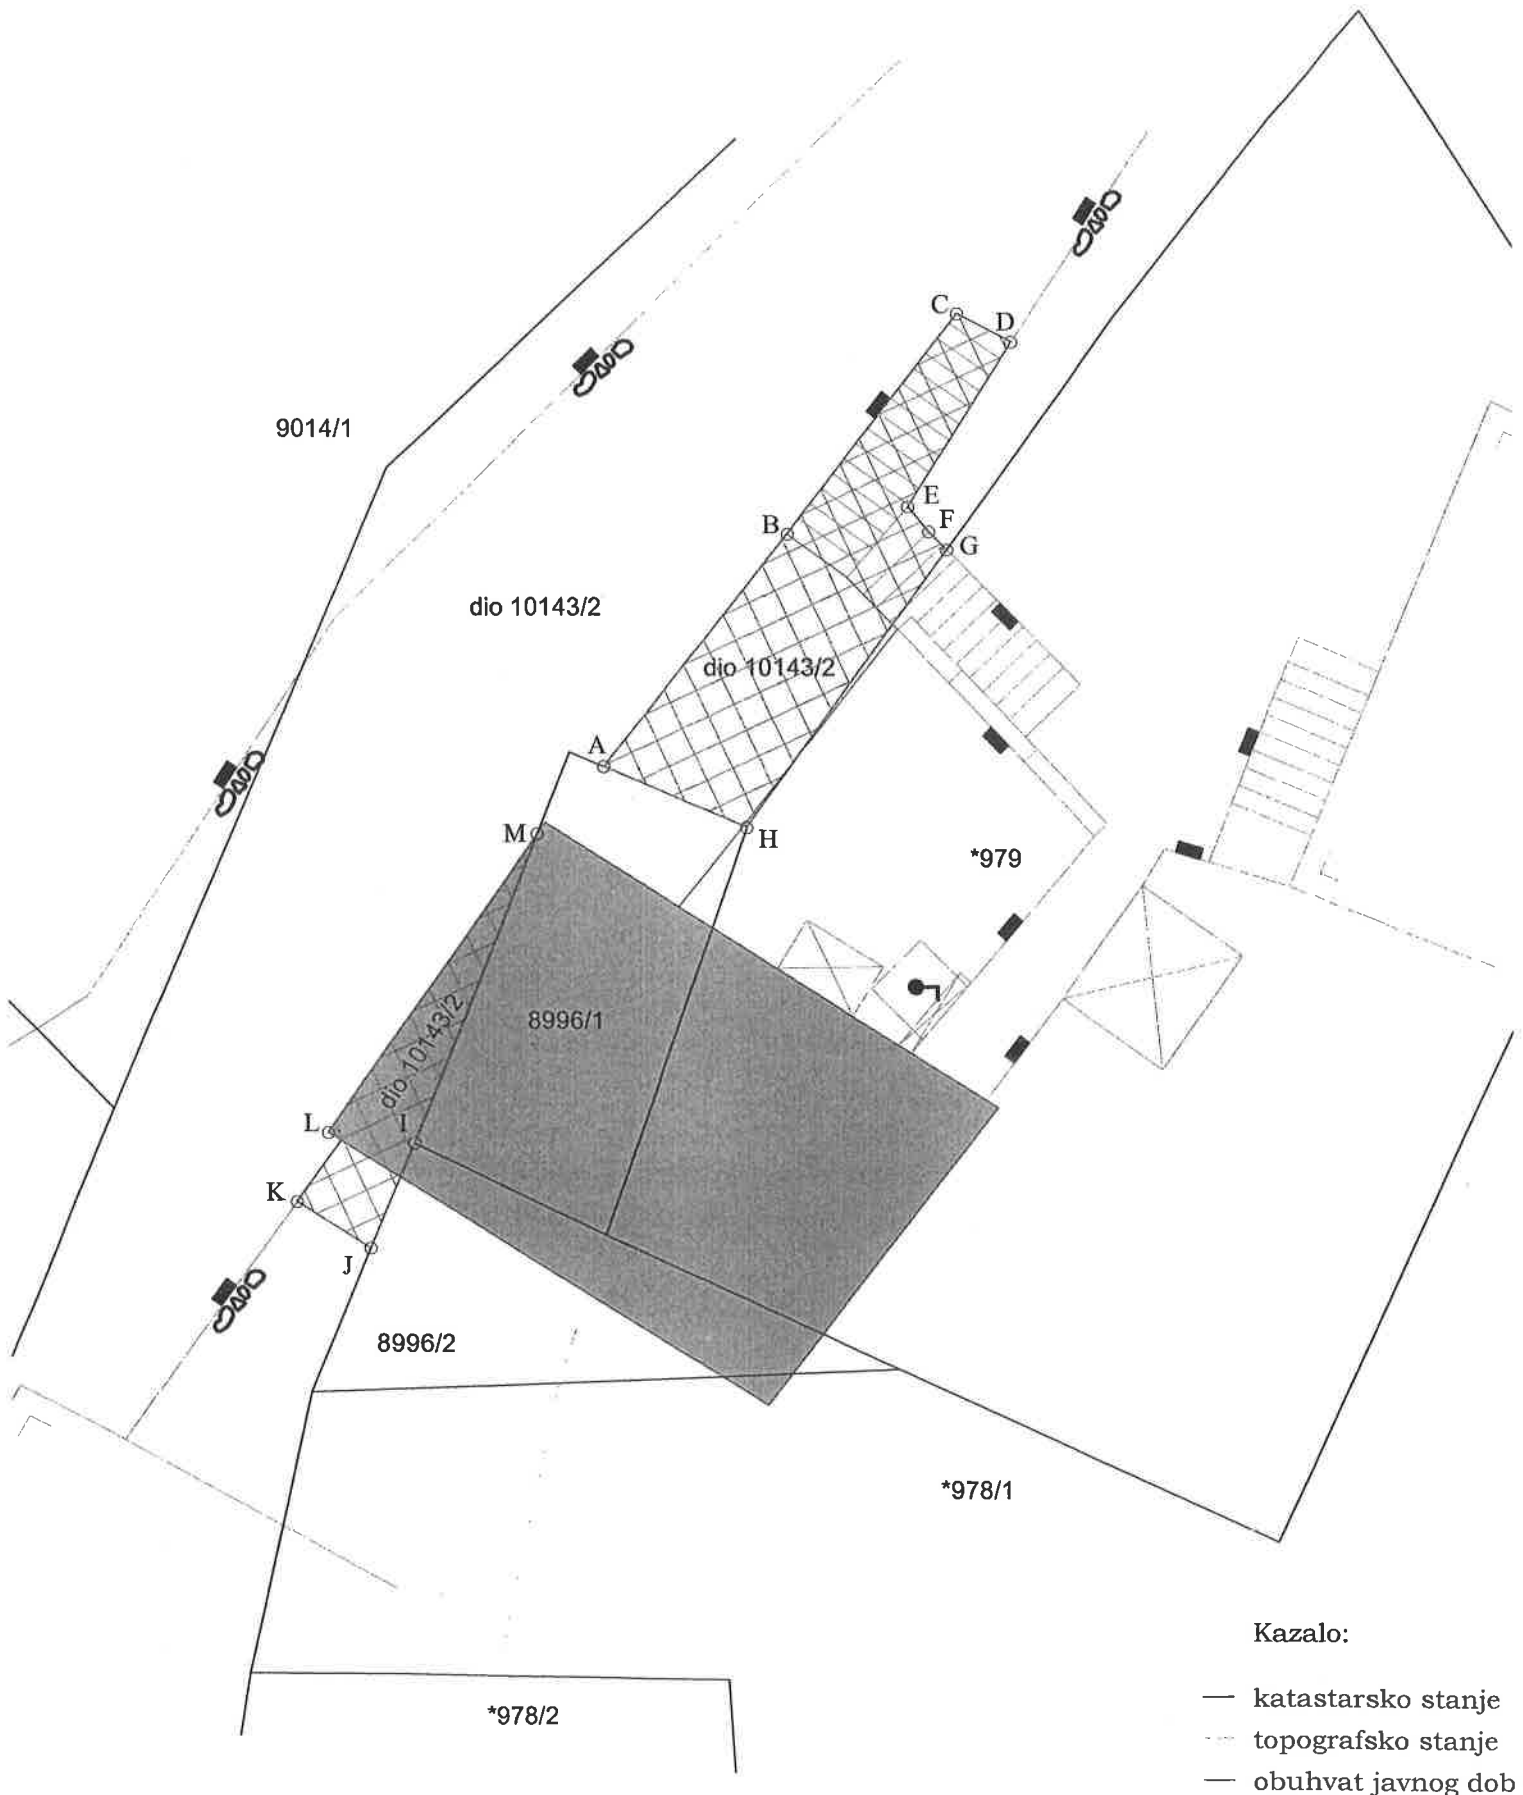 C
D
9014/1
E
B
F
G
dio 10143/2
dio 10143/2
A
M
H
*979
dio 10143/2
8996/1
L
I
K
J
8996/2
*978/1
Kazalo:
katastarsko stanje
*978/2
topografsko stanje
obuhvat javnog dob